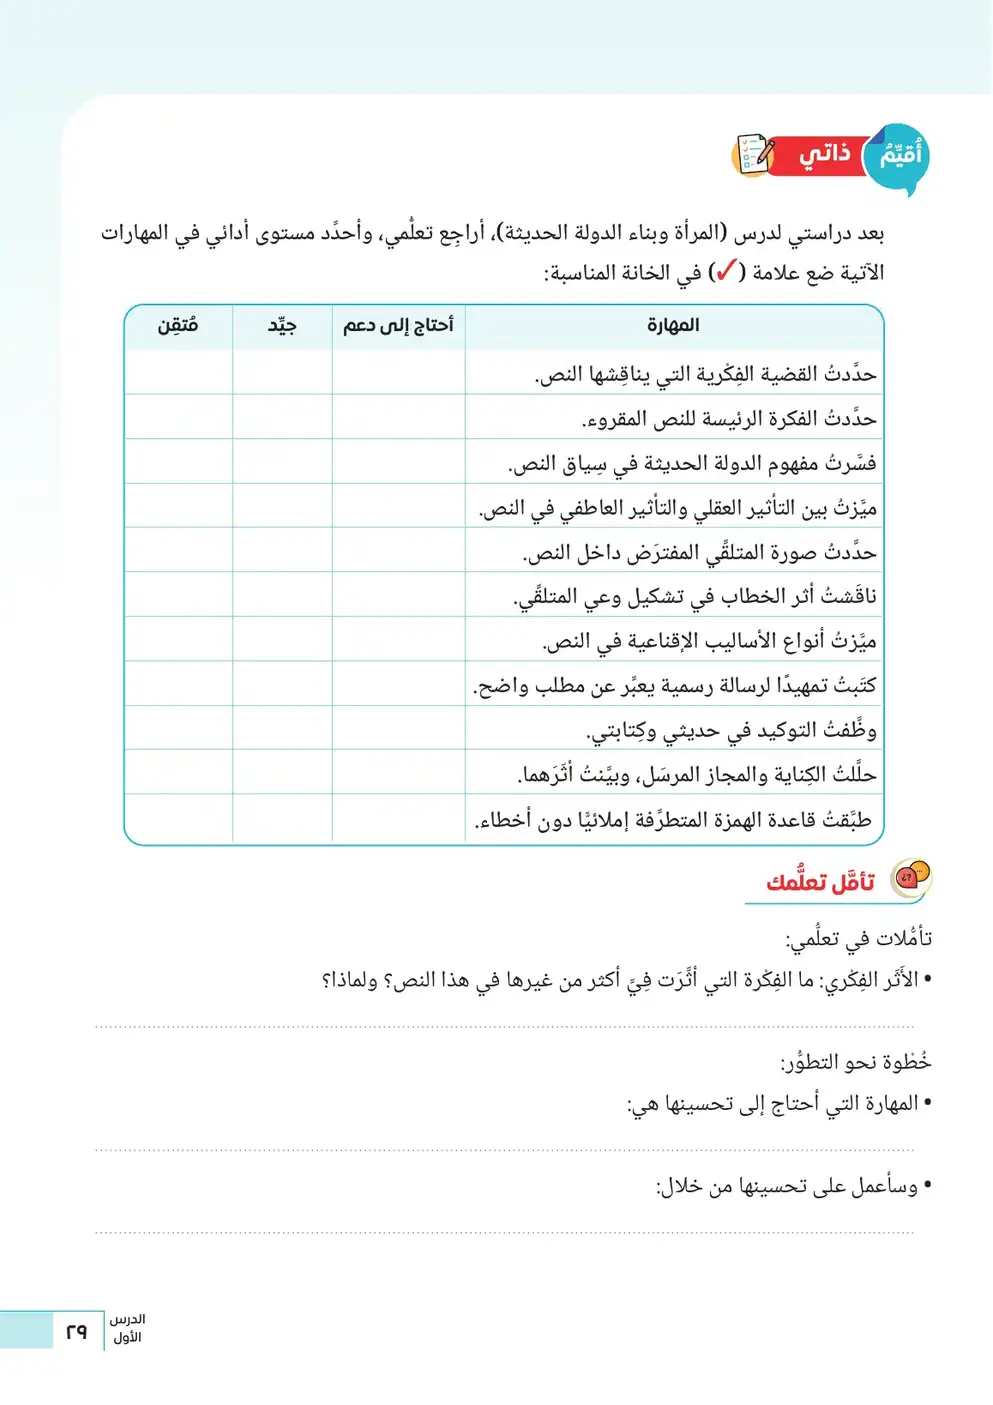 أُقيِّمُ ذاتي
بعد دراستي لدرس (المرأة وبناء الدولة الحديثة)، أراجِع تعلُّمي، وأحدِّد مستوى أدائي في المهارات
الآتية ضع علامة (✓) في الخانة المناسبة:
المهارة أحتاج إلى دعم جيِّد مُتقِن
حدَّدتُ القضية الفِكْرية التي يناقِشها النص.
حدَّدتُ الفكرة الرئيسة للنص المقروء.
فسَّرتُ مفهوم الدولة الحديثة في سِياق النص.
ميَّزتُ بين التأثير العقلي والتأثير العاطفي في النص.
حدَّدتُ صورة المتلقِّي المفترَض داخل النص.
ناقَشتُ أثر الخطاب في تشكيل وعي المتلقِّي.
ميَّزتُ أنواع الأساليب الإقناعية في النص.
كتَبتُ تمهيدًا لرسالة رسمية يعبِّر عن مطلب واضح.
وظَّفتُ التوكيد في حديثي وكِتابتي.
حلَّلتُ الكِناية والمجاز المرسَل، وبيَّنتُ أثَرَهما.
طبَّقتُ قاعدة الهمزة المتطرِّفة إملائيًّا دون أخطاء.
تأمَّل تعلُّمك
تأمُّلات في تعلُّمي:
• الأَثَر الفِكْري: ما الفِكْرة التي أثَّرَت فِيَّ أكثر من غيرها في هذا النص؟ ولماذا؟
خُطْوة نحو التطوُّر:
• المهارة التي أحتاج إلى تحسينها هي:
• وسأعمل على تحسينها من خلال:
الدرس
الأول
٢٩